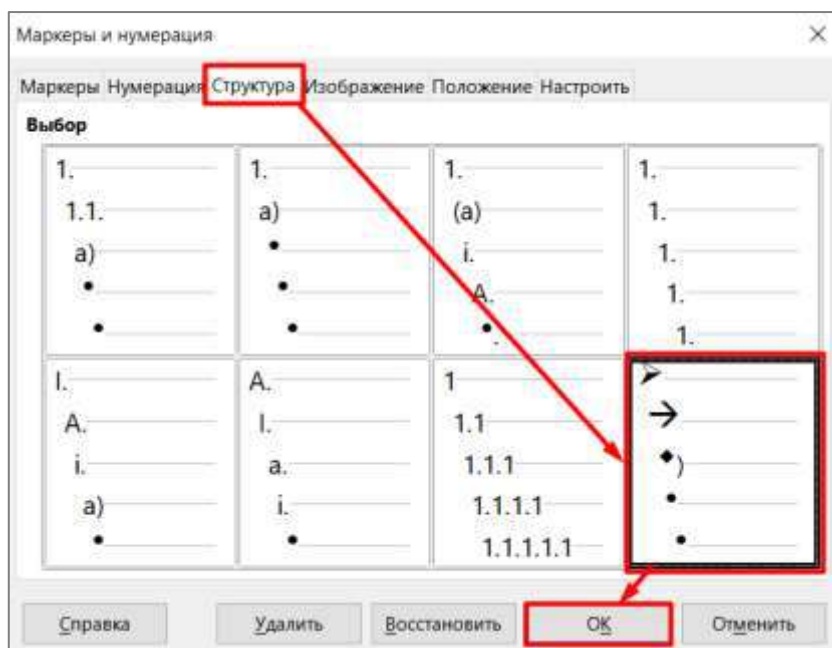 Маркеры и нумерация
Маркеры Нумерация Структура Изображение Положение Настроить
Выбор
1. 1. 1. 1.
1.1. a) (a) 1.
a) • i. 1.
• • A. 1.
• • •. 1.
I. A. 1 ➢
A. I. 1.1 →
i. a. 1.1.1 ◆)
a) i. 1.1.1.1 •
• • 1.1.1.1.1 •
Справка Удалить Восстановить ОК Отменить